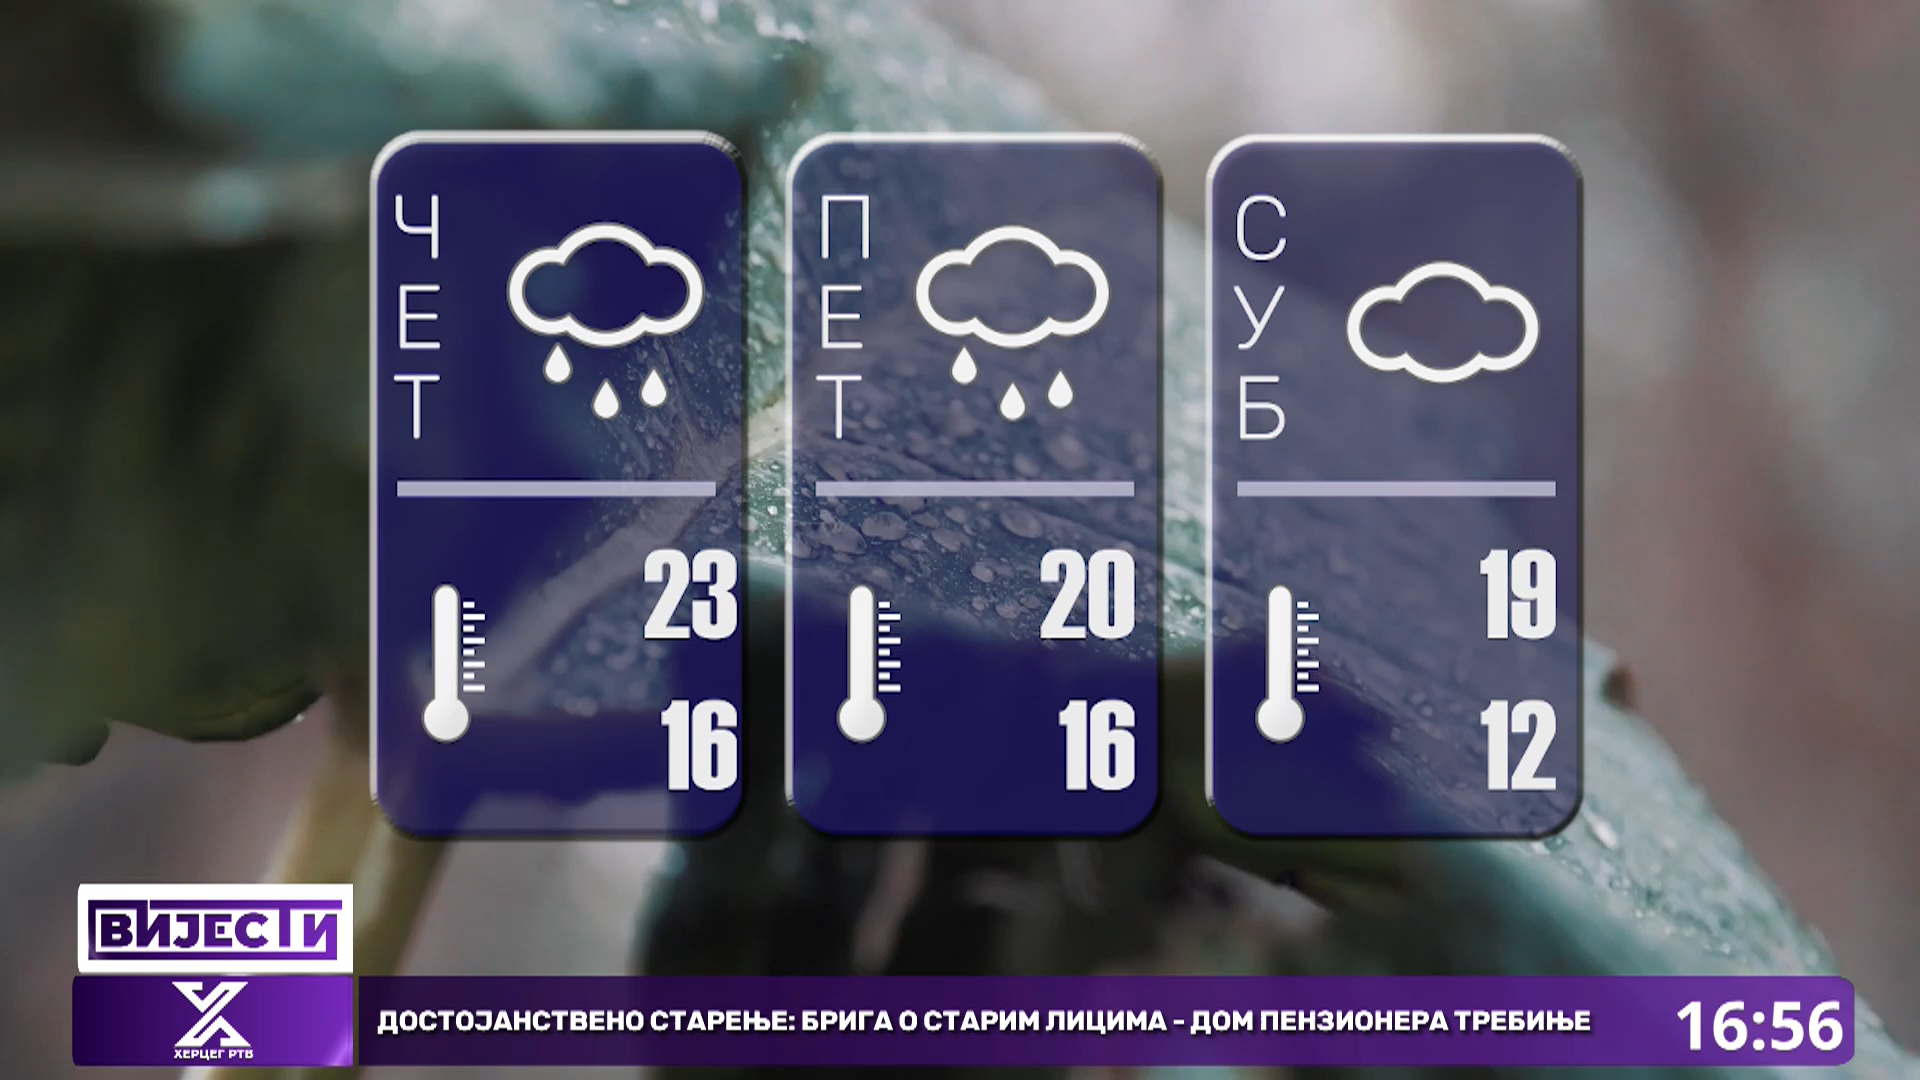 ЧЕТ
23
16
ПЕТ
20
16
СУБ
19
12
ВИЈЕСТИ
ХЕРЦЕГ РТВ
ДОСТОЈАНСТВЕНО СТАРЕЊЕ: БРИГА О СТАРИМ ЛИЦИМА - ДОМ ПЕНЗИОНЕРА ТРЕБИЊЕ
16:56